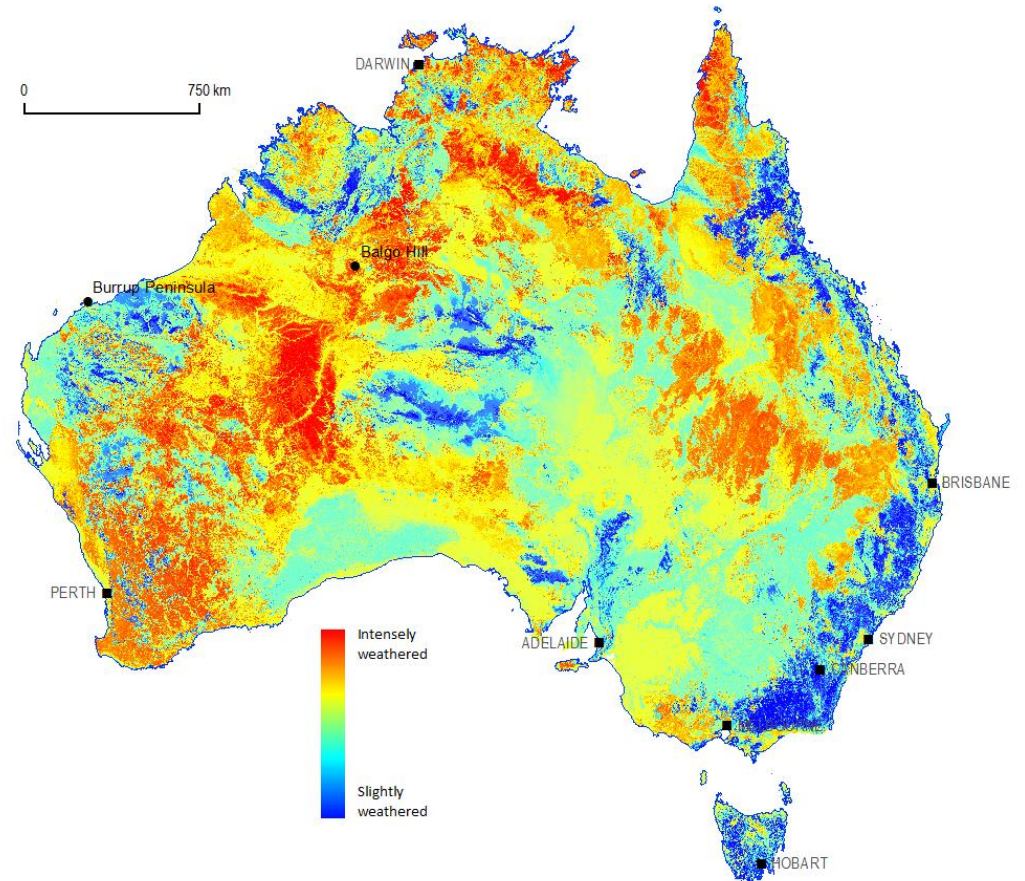 DARWIN
0 750 km
Balgo Hill
Burrup Peninsula
BRISBANE
PERTH
Intensely
weathered
ADELAIDE
SYDNEY
CANBERRA
Slightly
weathered
HOBART